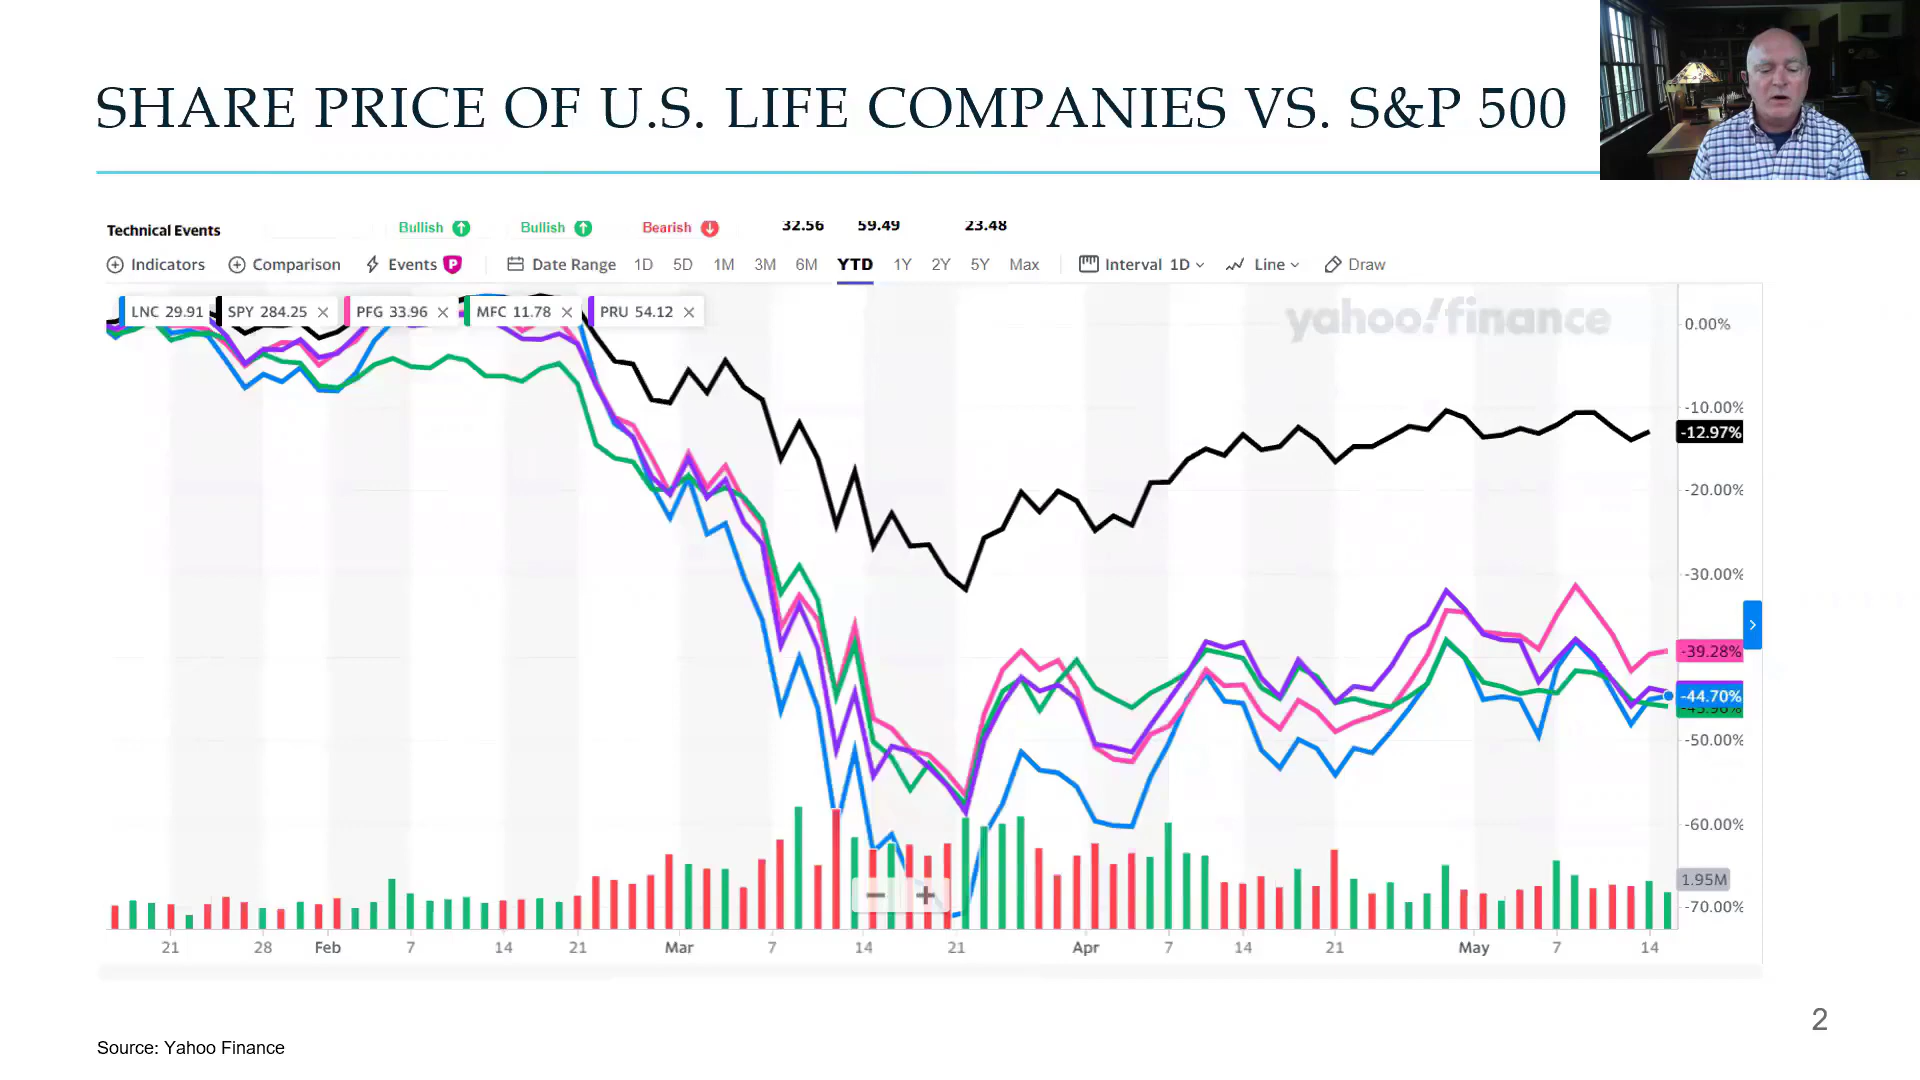 SHARE PRICE OF U.S. LIFE COMPANIES VS. S&P 500
Technical Events Bullish Bullish Bearish 32.56 59.49 23.48
Indicators Comparison Events P Date Range 1D 5D 1M 3M 6M YTD 1Y 2Y 5Y Max Interval 1D Line Draw
LNC 29.91 SPY 284.25 × PFG 33.96 × MFC 11.78 × PRU 54.12 ×
yahoo!finance
0.00%
-10.00%
-12.97%
-20.00%
-30.00%
-39.28%
-44.70%
-50.00%
-60.00%
1.95M
-70.00%
21 28 Feb 7 14 21 Mar 7 14 21 Apr 7 14 21 May 7 14
2
Source: Yahoo Finance